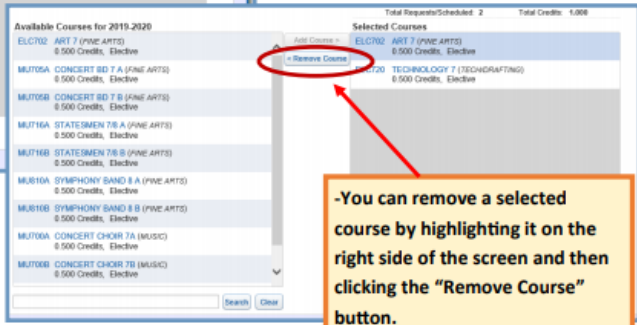 Total Requests/Scheduled: 2 Total Credits: 1.000
Available Courses for 2019-2020
Selected Courses
Add Course >
< Remove Course
ELC702 ART 7 (FINE ARTS)
0.500 Credits, Elective
MU705A CONCERT BD 7 A (FINE ARTS)
0.500 Credits, Elective
MU705B CONCERT BD 7 B (FINE ARTS)
0.500 Credits, Elective
MU716A STATESMEN 7/8 A (FINE ARTS)
0.500 Credits, Elective
MU716B STATESMEN 7/8 B (FINE ARTS)
0.500 Credits, Elective
MU810A SYMPHONY BAND 8 A (FINE ARTS)
0.500 Credits, Elective
MU810B SYMPHONY BAND 8 B (FINE ARTS)
0.500 Credits, Elective
MU700A CONCERT CHOIR 7A (MUSIC)
0.500 Credits, Elective
MU700B CONCERT CHOIR 7B (MUSIC)
0.500 Credits, Elective
Search Clear
ELC702 ART 7 (FINE ARTS)
0.500 Credits, Elective
ELC720 TECHNOLOGY 7 (TECH/DRAFTING)
0.500 Credits, Elective
-You can remove a selected
course by highlighting it on the
right side of the screen and then
clicking the “Remove Course”
button.